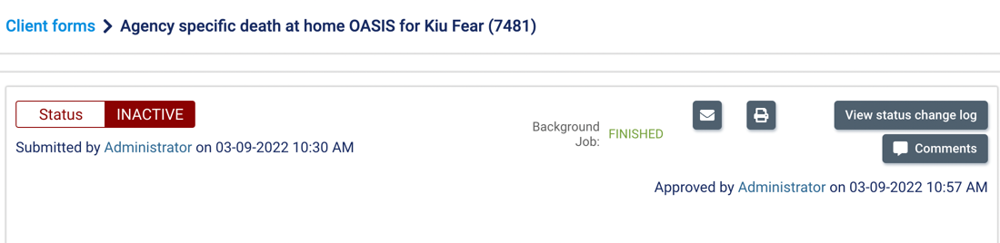 Client forms > Agency specific death at home OASIS for Kiu Fear (7481)
Status INACTIVE
Submitted by Administrator on 03-09-2022 10:30 AM
Background
Job: FINISHED
View status change log
Comments
Approved by Administrator on 03-09-2022 10:57 AM